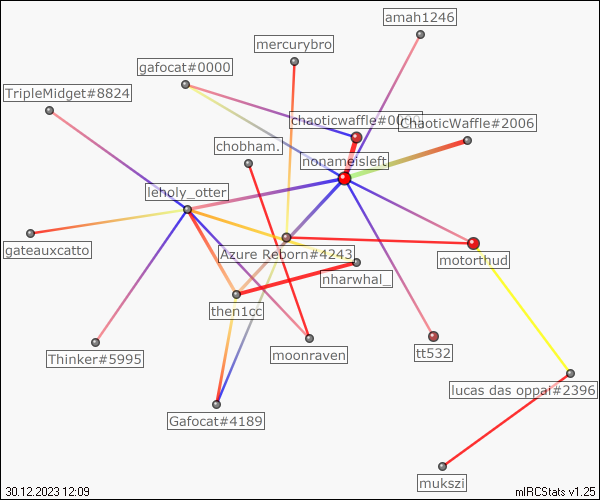 amah1246
mercurybro
gafocat#0000
TripleMidget#8824
chaoticwaffle#0000
ChaoticWaffle#2006
chobham.
nonameisleft
leholy_otter
gateauxcatto
Azure Reborn#4243
motorthud
nharwhal_
then1cc
Thinker#5995
moonraven
tt532
lucas das oppai#2396
Gafocat#4189
mukszi
30.12.2023 12:09
mIRCStats v1.25